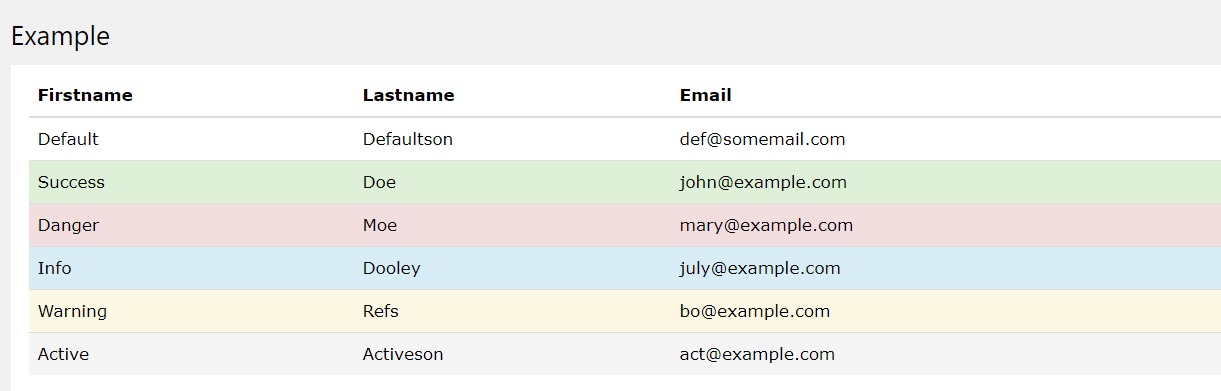 Example
Firstname Lastname Email
Default Defaultson def@somemail.com
Success Doe john@example.com
Danger Moe mary@example.com
Info Dooley july@example.com
Warning Refs bo@example.com
Active Activeson act@example.com